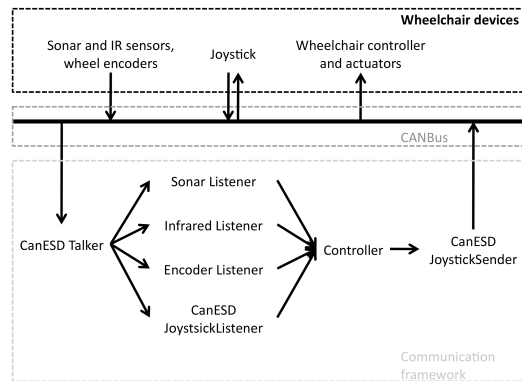 Wheelchair devices
Sonar and IR sensors,
wheel encoders
Joystick
Wheelchair controller
and actuators
CANBus
CanESD Talker
Sonar Listener
Infrared Listener
Encoder Listener
CanESD
JoystsickListener
Controller
CanESD
JoystickSender
Communication
framework